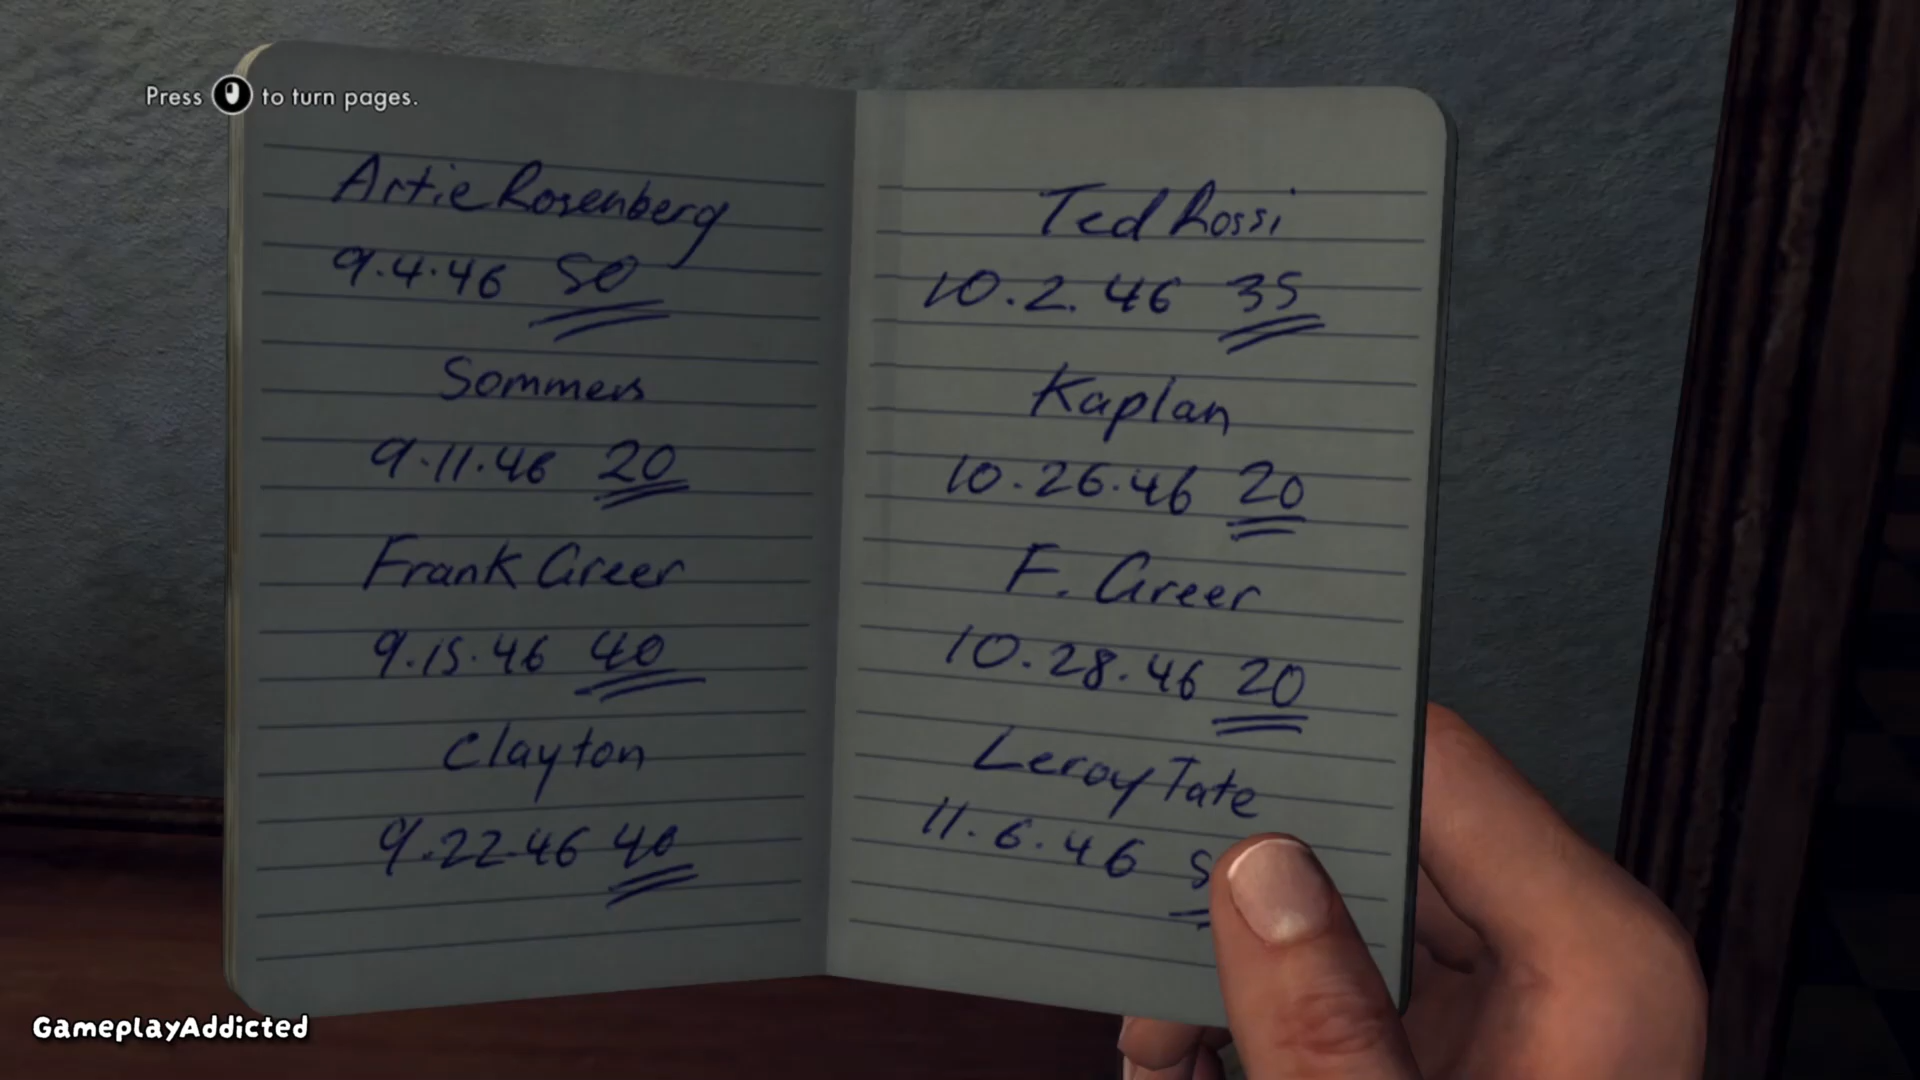 Press to turn pages.
Artie Rosenberg
9.4.46 50
Sommers
9.11.46 20
Frank Greer
9.15.46 40
Clayton
9.22.46 40
Ted Rossi
10.2.46 35
Kaplan
10.26.46 20
F. Greer
10.28.46 20
Leroy Tate
11.6.46
GameplayAddicted